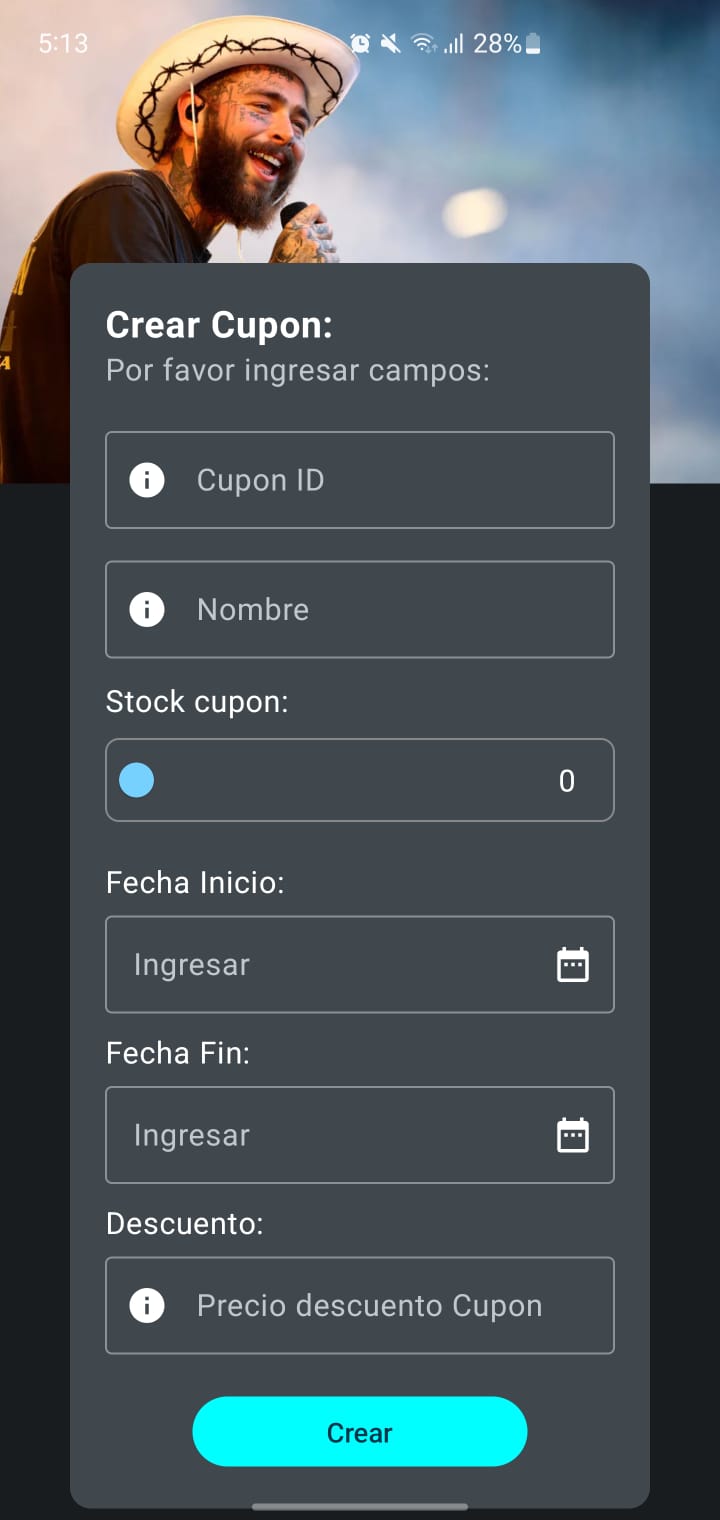 5:13
28%
Crear Cupon:
Por favor ingresar campos:
Cupon ID
Nombre
Stock cupon:
0
Fecha Inicio:
Ingresar
Fecha Fin:
Ingresar
Descuento:
Precio descuento Cupon
Crear